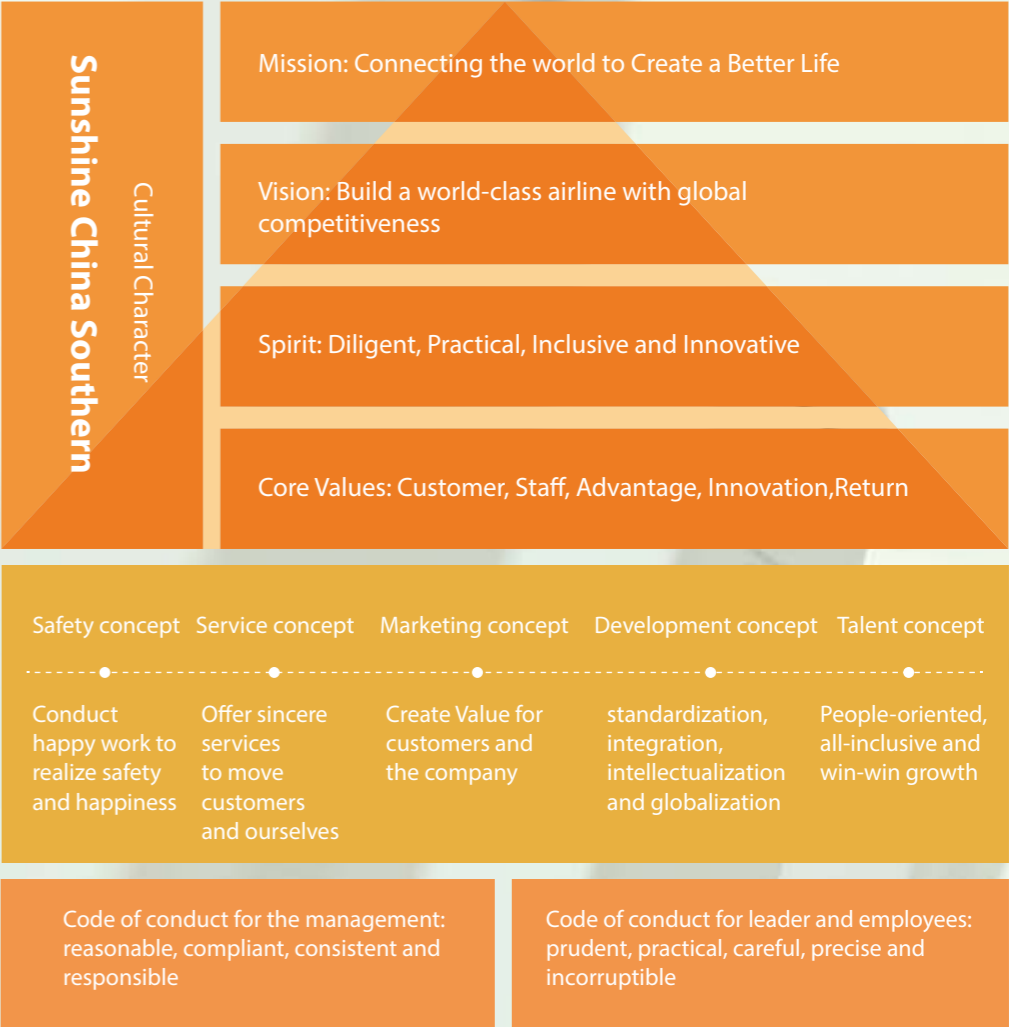 Sunshine China Southern
Cultural Character
Mission: Connecting the world to Create a Better Life
Vision: Build a world-class airline with global
competitiveness
Spirit: Diligent, Practical, Inclusive and Innovative
Core Values: Customer, Staff, Advantage, Innovation,Return
Safety concept
Conduct
happy work to
realize safety
and happiness
Service concept
Offer sincere
services
to move
customers
and ourselves
Marketing concept
Create Value for
customers and
the company
Development concept
standardization,
integration,
intellectualization
and globalization
Talent concept
People-oriented,
all-inclusive and
win-win growth
Code of conduct for the management:
reasonable, compliant, consistent and
responsible
Code of conduct for leader and employees:
prudent, practical, careful, precise and
incorruptible